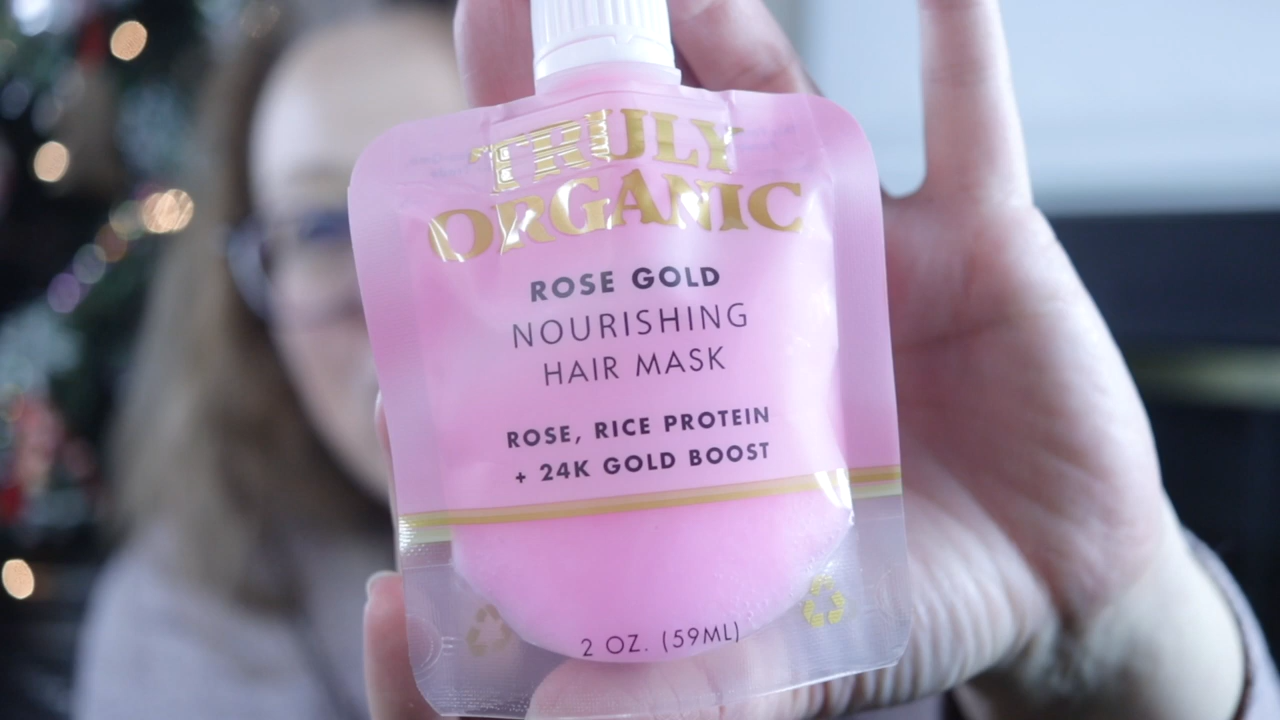 TRULY
ORGANIC
ROSE GOLD
NOURISHING
HAIR MASK
ROSE, RICE PROTEIN
+ 24K GOLD BOOST
2 OZ. (59ML)